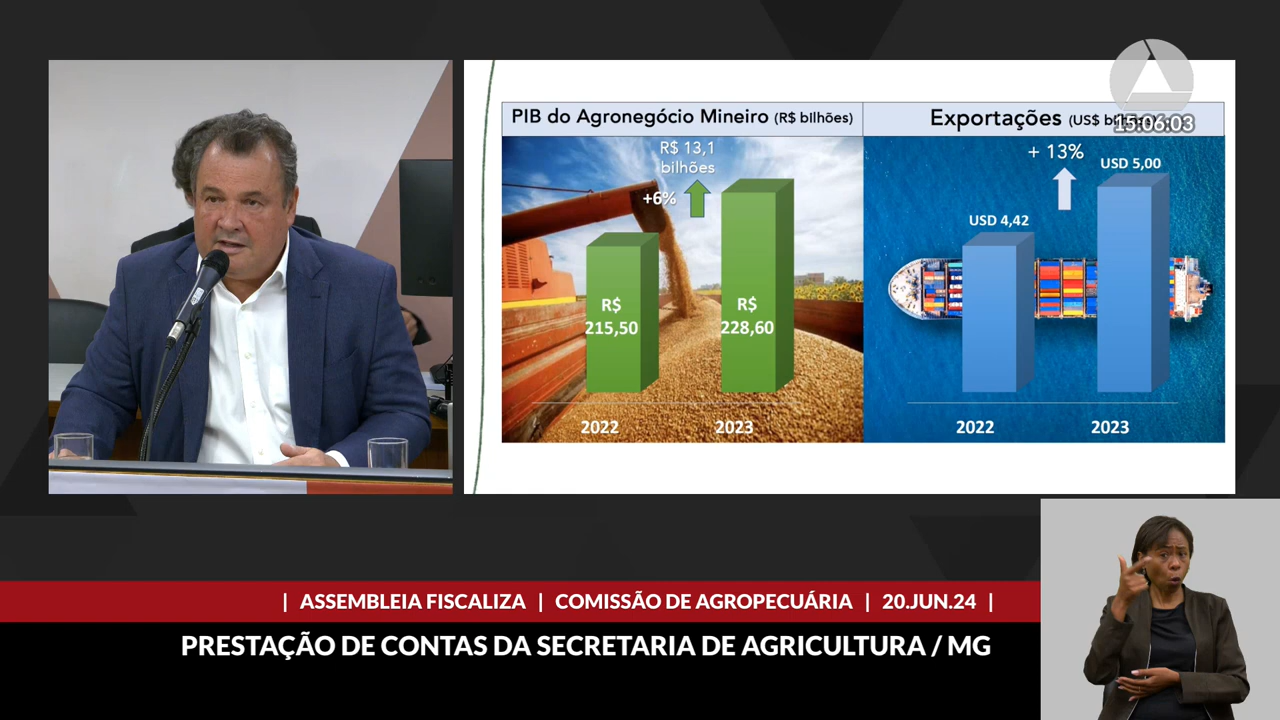 PIB do Agronegócio Mineiro (R$ bilhões)
R$ 13,1
bilhões
+6%
R$
215,50
R$
228,60
2022
2023
Exportações (US$
15:06:03
+ 13%
USD 4,42
USD 5,00
2022
2023
| ASSEMBLEIA FISCALIZA | COMISSÃO DE AGROPECUÁRIA | 20.JUN.24 |
PRESTAÇÃO DE CONTAS DA SECRETARIA DE AGRICULTURA / MG